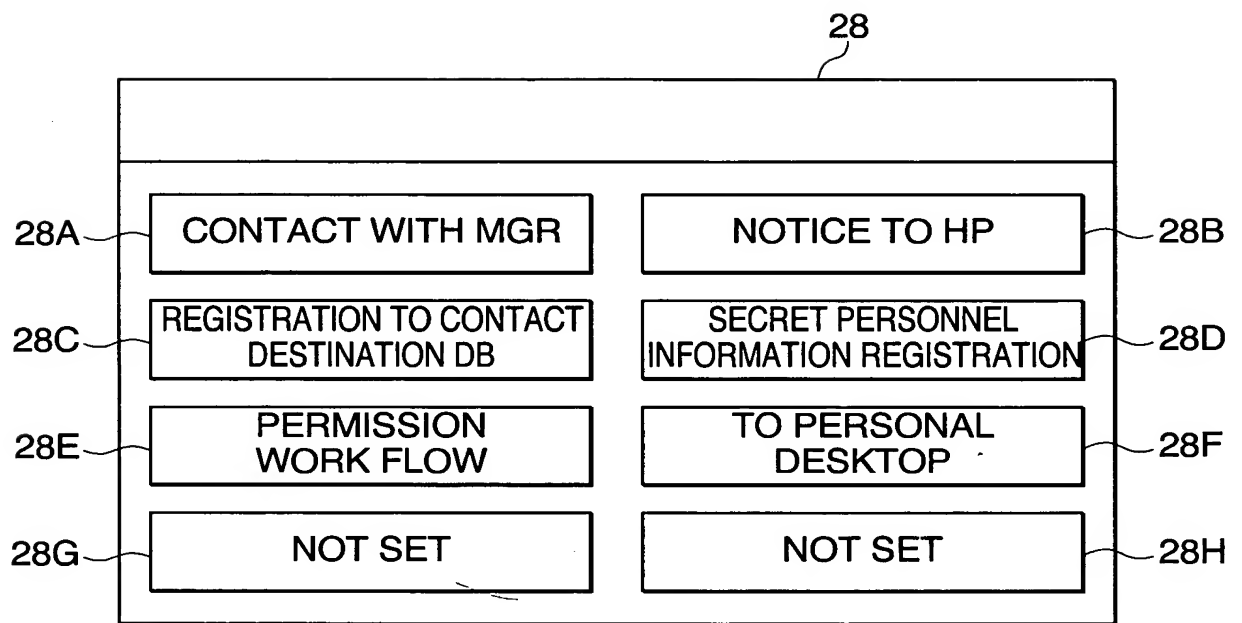 28
28A
CONTACT WITH MGR
NOTICE TO HP
28B
28C
REGISTRATION TO CONTACT
DESTINATION DB
SECRET PERSONNEL
INFORMATION REGISTRATION
28D
28E
PERMISSION
WORK FLOW
TO PERSONAL
DESKTOP
28F
28G
NOT SET
NOT SET
28H